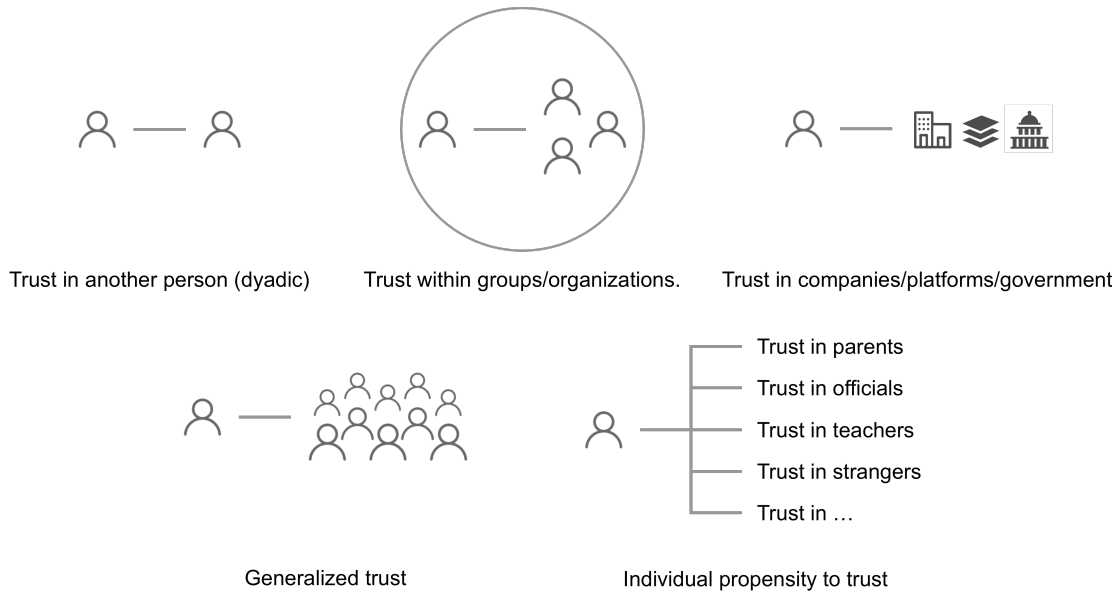 Trust in another person (dyadic)
Trust within groups/organizations.
Trust in companies/platforms/government
Trust in parents
Trust in officials
Trust in teachers
Trust in strangers
Trust in …
Generalized trust
Individual propensity to trust